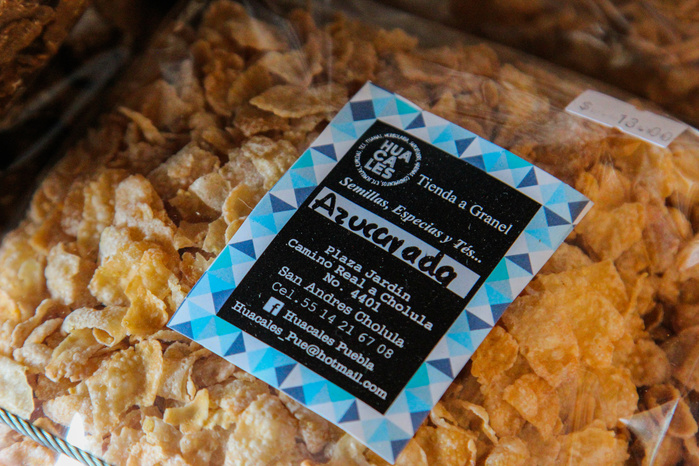 $ 13.00
HUA
CA
LES
Tienda a Granel
Semillas, Especias y Tés...
Azucarada
Plaza Jardín
Camino Real a Cholula
No. 4401
San Andres Cholula
Cel. 55 14 21 67 08
f Huacales Puebla
Huacales_Pue@hotmail.com